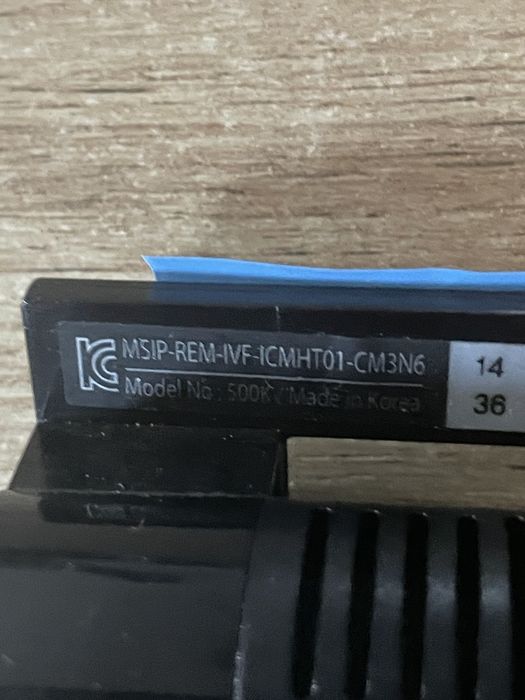 MSIP-REM-IVF-ICMHT01-CM3N6
Model No : 500K / Made in Korea
14
36